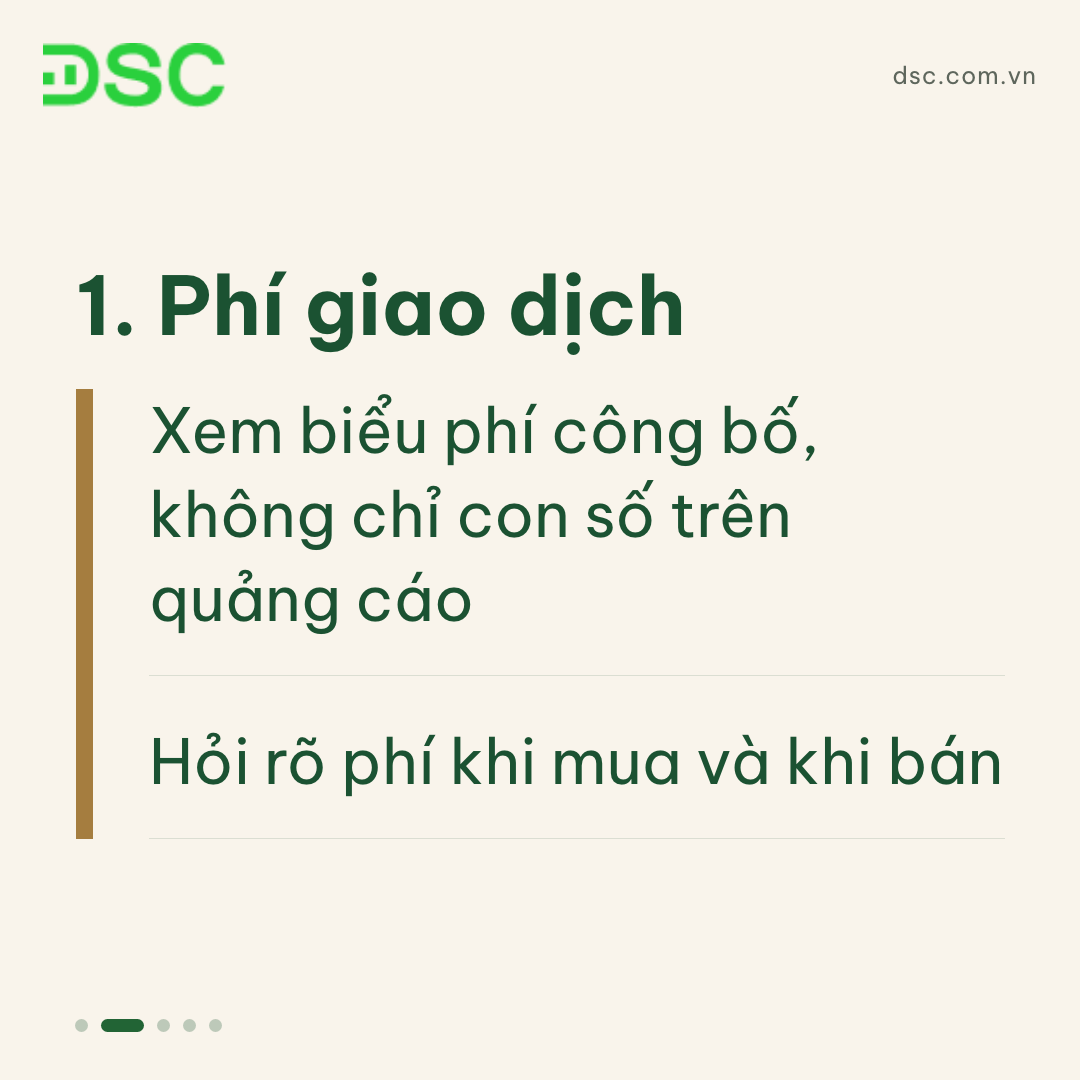 DSC
dsc.com.vn
1. Phí giao dịch
Xem biểu phí công bố,
không chỉ con số trên
quảng cáo
Hỏi rõ phí khi mua và khi bán